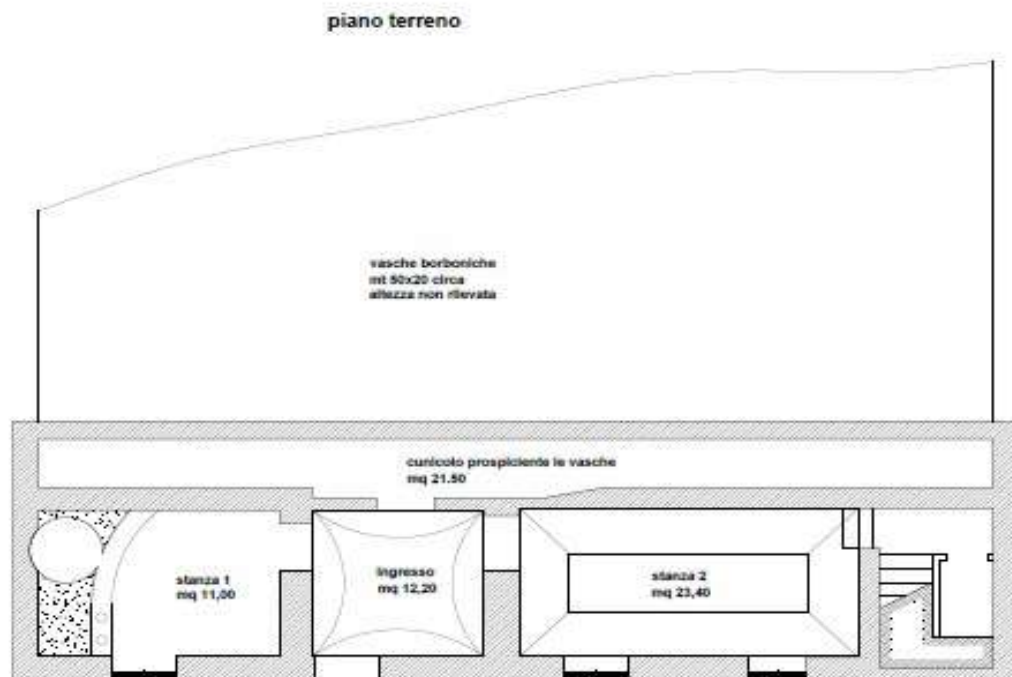 piano terreno
vasche borboniche
mt 50x20 circa
altezza non rilevata
cunicolo prospiciente le vasche
mq 21.50
stanza 1
mq 11,00
Ingresso
mq 12,20
stanza 2
mq 23,40